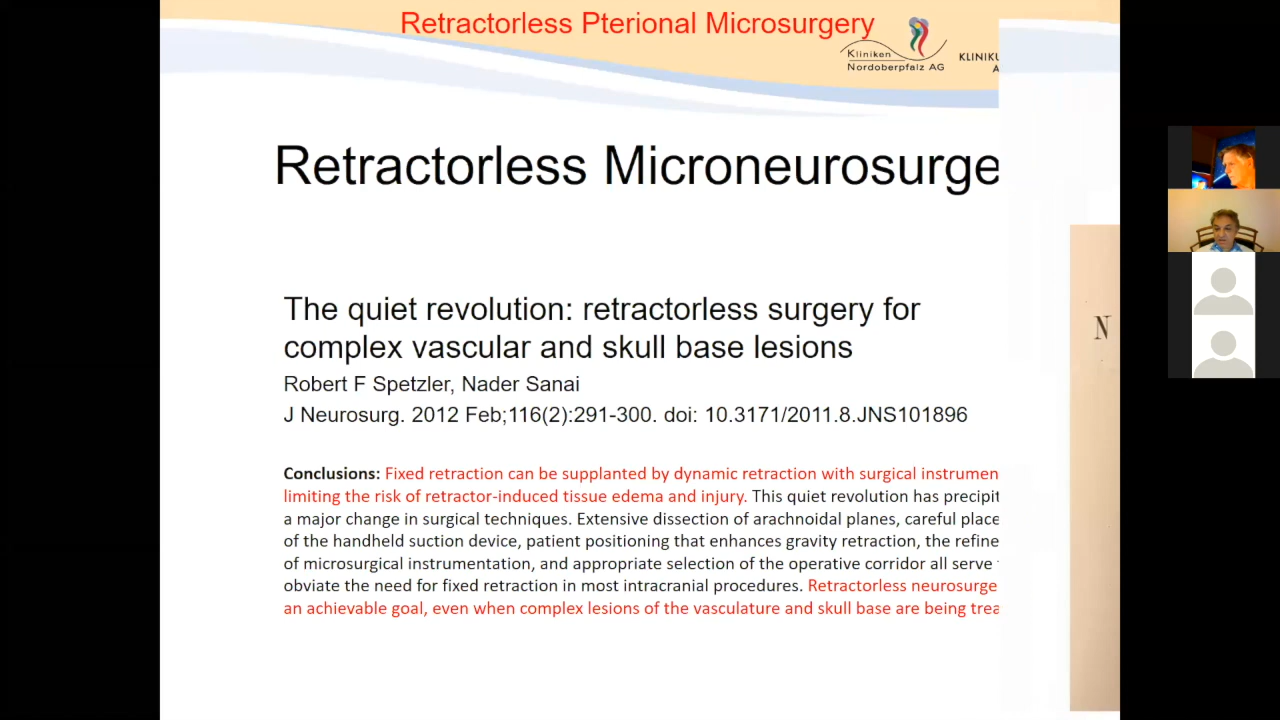 Retractorless Pterional Microsurgery
Kliniken
Nordoberpfalz AG
KLINIKU
A
Retractorless Microneurosurge
The quiet revolution: retractorless surgery for
complex vascular and skull base lesions
Robert F Spetzler, Nader Sanai
J Neurosurg. 2012 Feb;116(2):291-300. doi: 10.3171/2011.8.JNS101896
Conclusions: Fixed retraction can be supplanted by dynamic retraction with surgical instrumen
limiting the risk of retractor-induced tissue edema and injury. This quiet revolution has precipit
a major change in surgical techniques. Extensive dissection of arachnoidal planes, careful place
of the handheld suction device, patient positioning that enhances gravity retraction, the refine
of microsurgical instrumentation, and appropriate selection of the operative corridor all serve
obviate the need for fixed retraction in most intracranial procedures. Retractorless neurosurge
an achievable goal, even when complex lesions of the vasculature and skull base are being trea
N